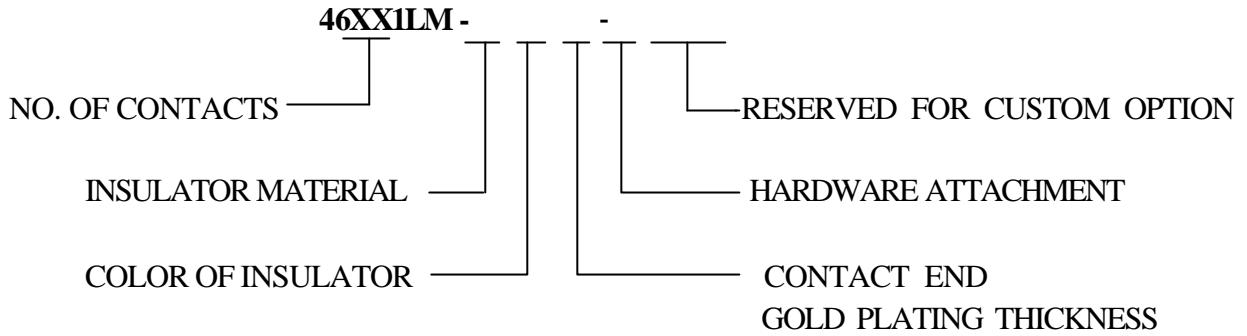 46XX1LM - -
NO. OF CONTACTS
RESERVED FOR CUSTOM OPTION
INSULATOR MATERIAL
HARDWARE ATTACHMENT
COLOR OF INSULATOR
CONTACT END
GOLD PLATING THICKNESS